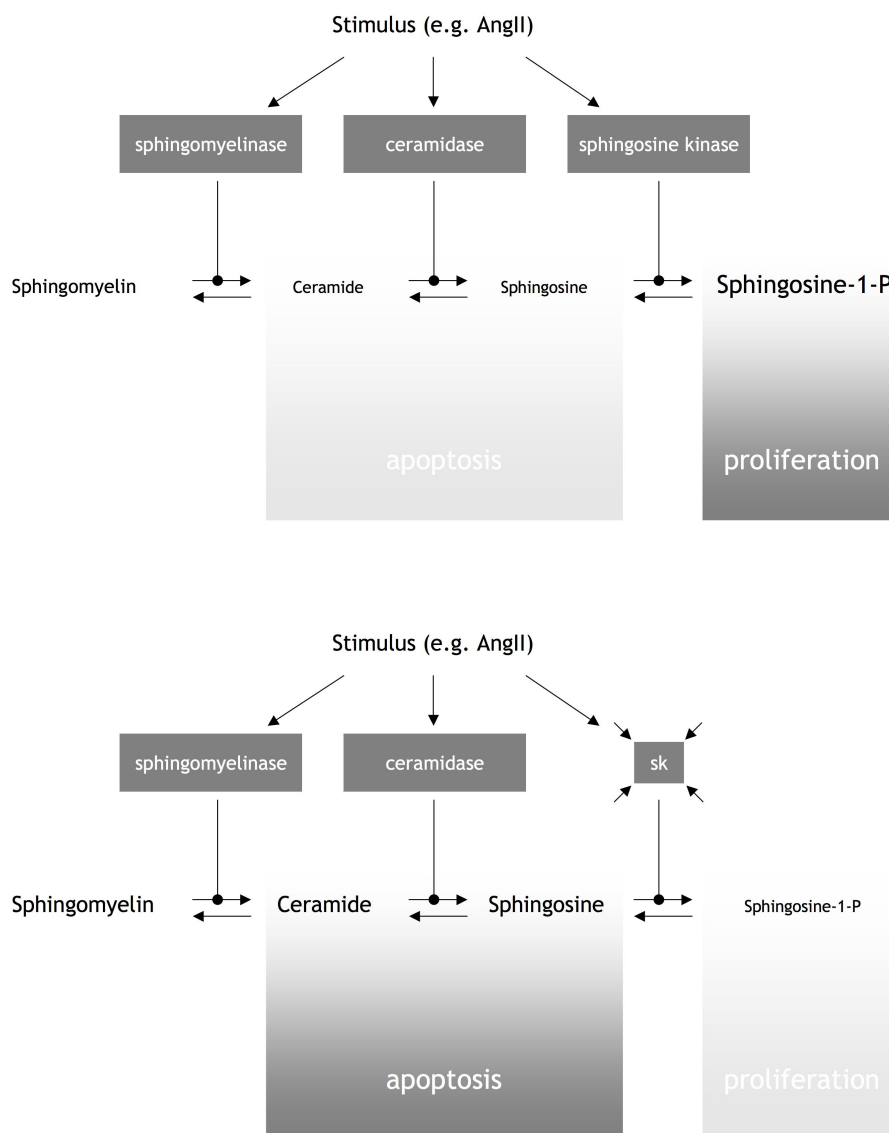 Stimulus (e.g. AngII)
sphingomyelinase ceramidase sphingosine kinase
Sphingomyelin Ceramide Sphingosine Sphingosine-1-P
apoptosis proliferation
Stimulus (e.g. AngII)
sphingomyelinase ceramidase sk
Sphingomyelin Ceramide Sphingosine Sphingosine-1-P
apoptosis proliferation